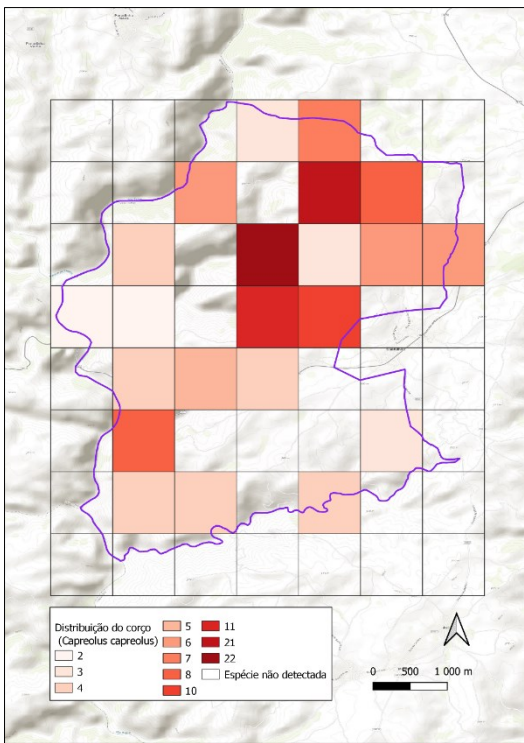 Distribuição do corço
(Capreolus capreolus)
2
3
4
5
6
7
8
10
11
21
22
Espécie não detectada
0 500 1 000 m